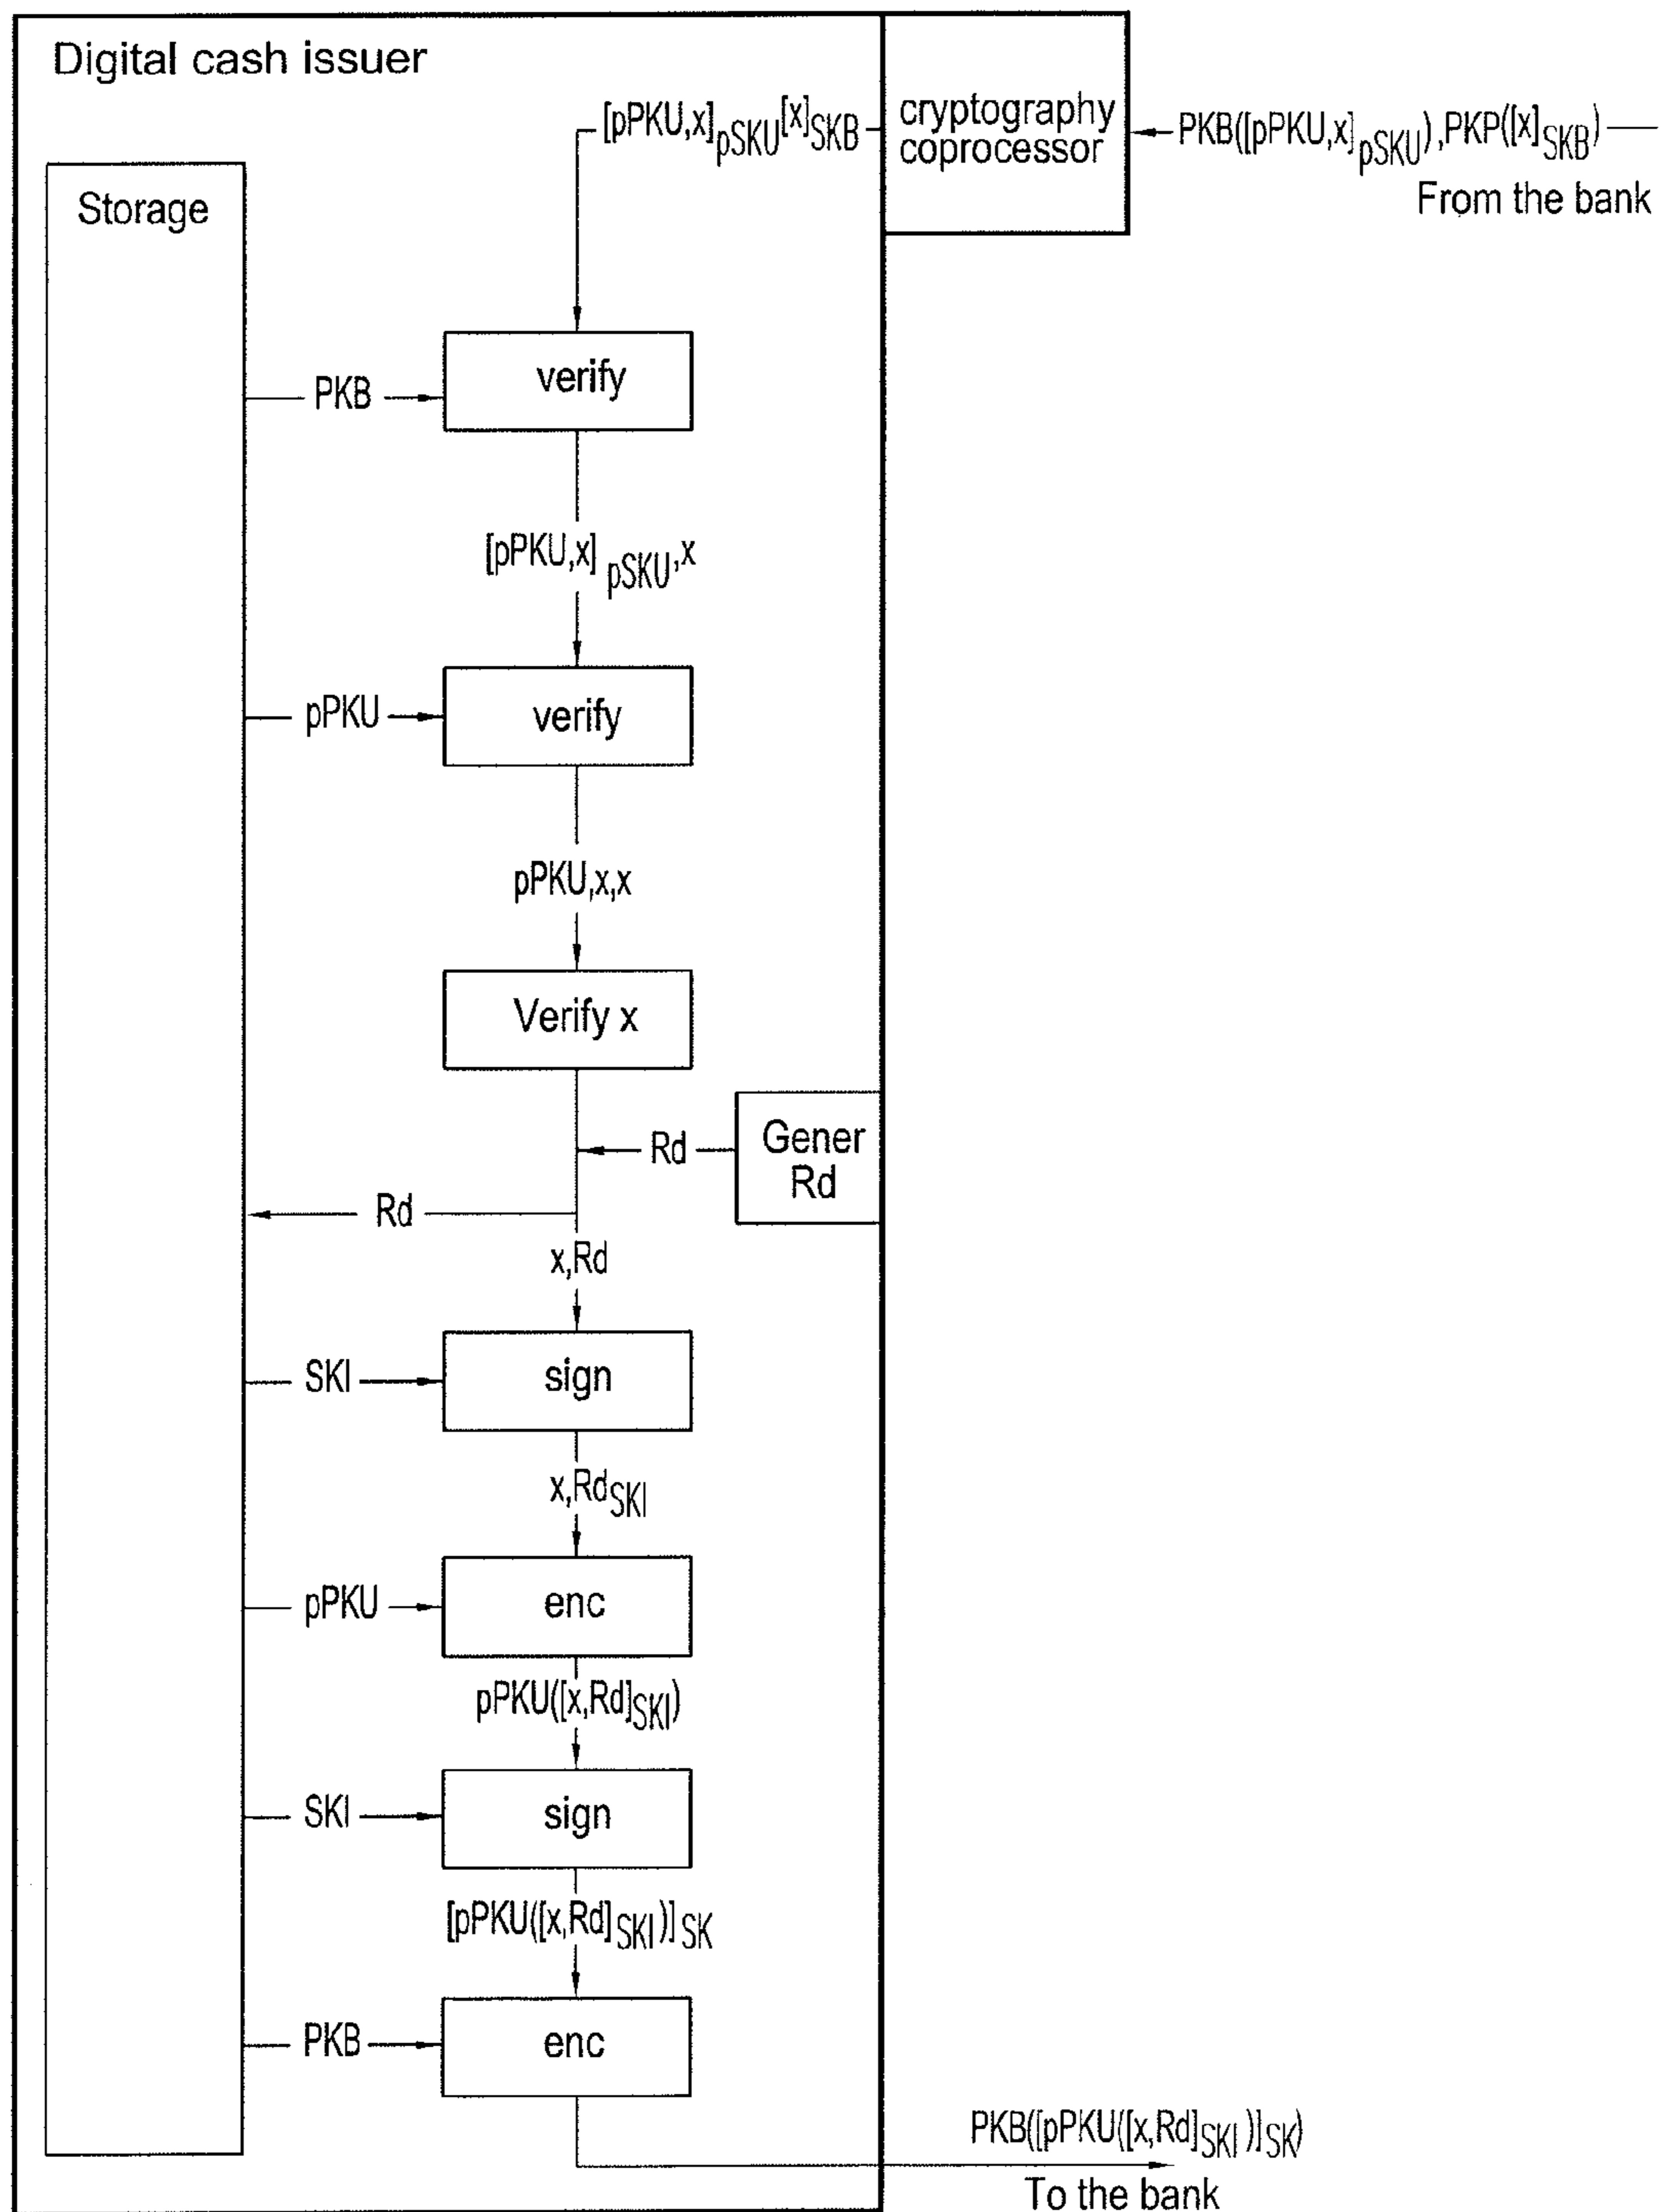 Digital cash issuer
[pPKU,x]pSKU[x]SKB
cryptography
coprocessor
PKB([pPKU,x]pSKU),PKP([x]SKB)
From the bank
Storage
PKB
verify
[pPKU,x]pSKU,x
pPKU
verify
pPKU,x,x
Verify x
Rd
Gener
Rd
Rd
x,Rd
SKI
sign
x,RdSKI
pPKU
enc
pPKU([x,Rd]SKI)
SKI
sign
[pPKU([x,Rd]SKI)]SK
PKB
enc
PKB([pPKU([x,Rd]SKI)]SK)
To the bank